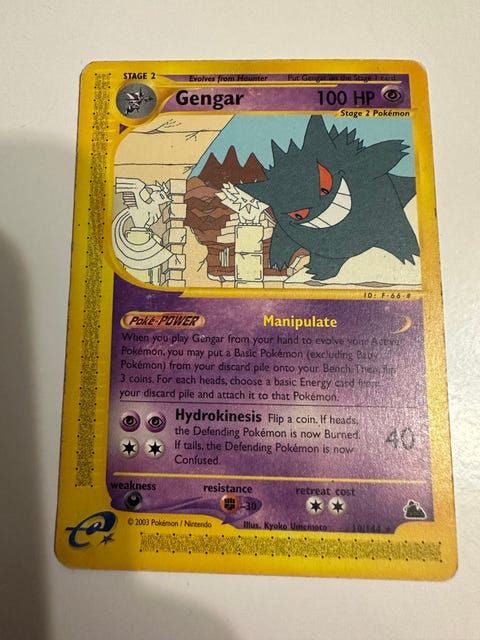 STAGE 2 Evolves from Haunter Put Gengar on the Stage 1 card
Gengar 100 HP
Stage 2 Pokémon
ID: F-66-#
Poké-POWER Manipulate
When you play Gengar from your hand to evolve your Active
Pokémon, you may put a Basic Pokémon (excluding Baby
Pokémon) from your discard pile onto your Bench. Then, flip
3 coins. For each heads, choose a basic Energy card from
your discard pile and attach it to that Pokémon.
Hydrokinesis Flip a coin. If heads,
the Defending Pokémon is now Burned.
If tails, the Defending Pokémon is now
Confused.
40
weakness resistance retreat cost
-30
© 2003 Pokémon / Nintendo Illus. Kyoko Umemoto 10/144 ★
e